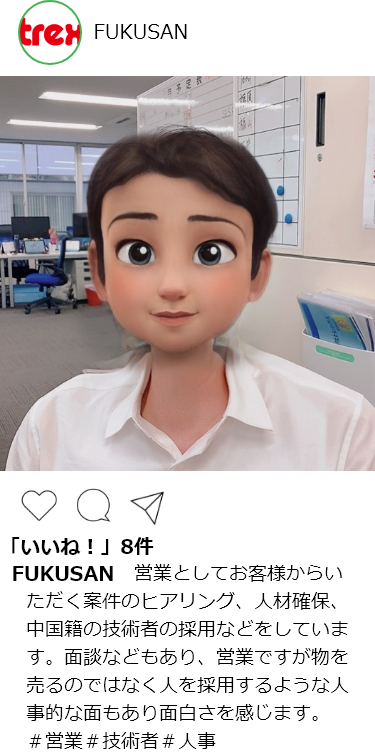 trex
FUKUSAN
「いいね！」8件
FUKUSAN 営業としてお客様からい
ただく案件のヒアリング、人材確保、
中国籍の技術者の採用などをしていま
す。面談などもあり、営業ですが物を
売るのではなく人を採用するような人
事的な面もあり面白さを感じます。
＃営業＃技術者＃人事